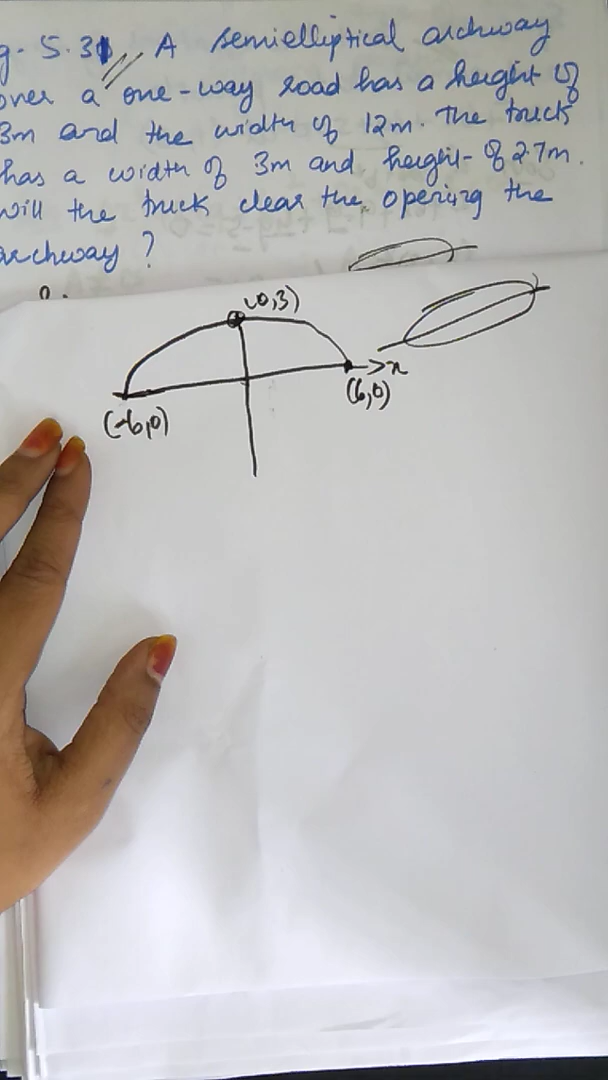 g. 5.31 A semielliptical archway
over a one-way road has a height of
3m and the width of 12m. The truck
has a width of 3m and height of 2.7m.
will the truck clear the opening the
archway ?
(0,3)
x
(6,0)
(-6,0)